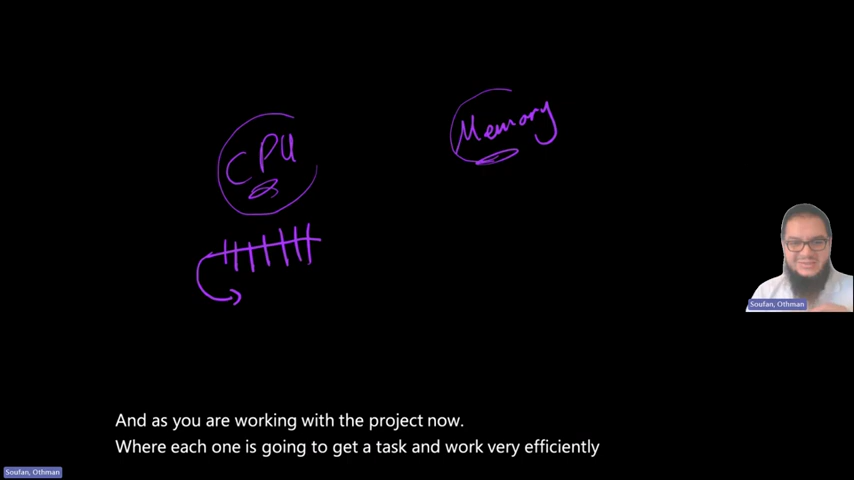 CPU
Memory
Soufan, Othman
And as you are working with the project now.
Where each one is going to get a task and work very efficiently
Soufan, Othman